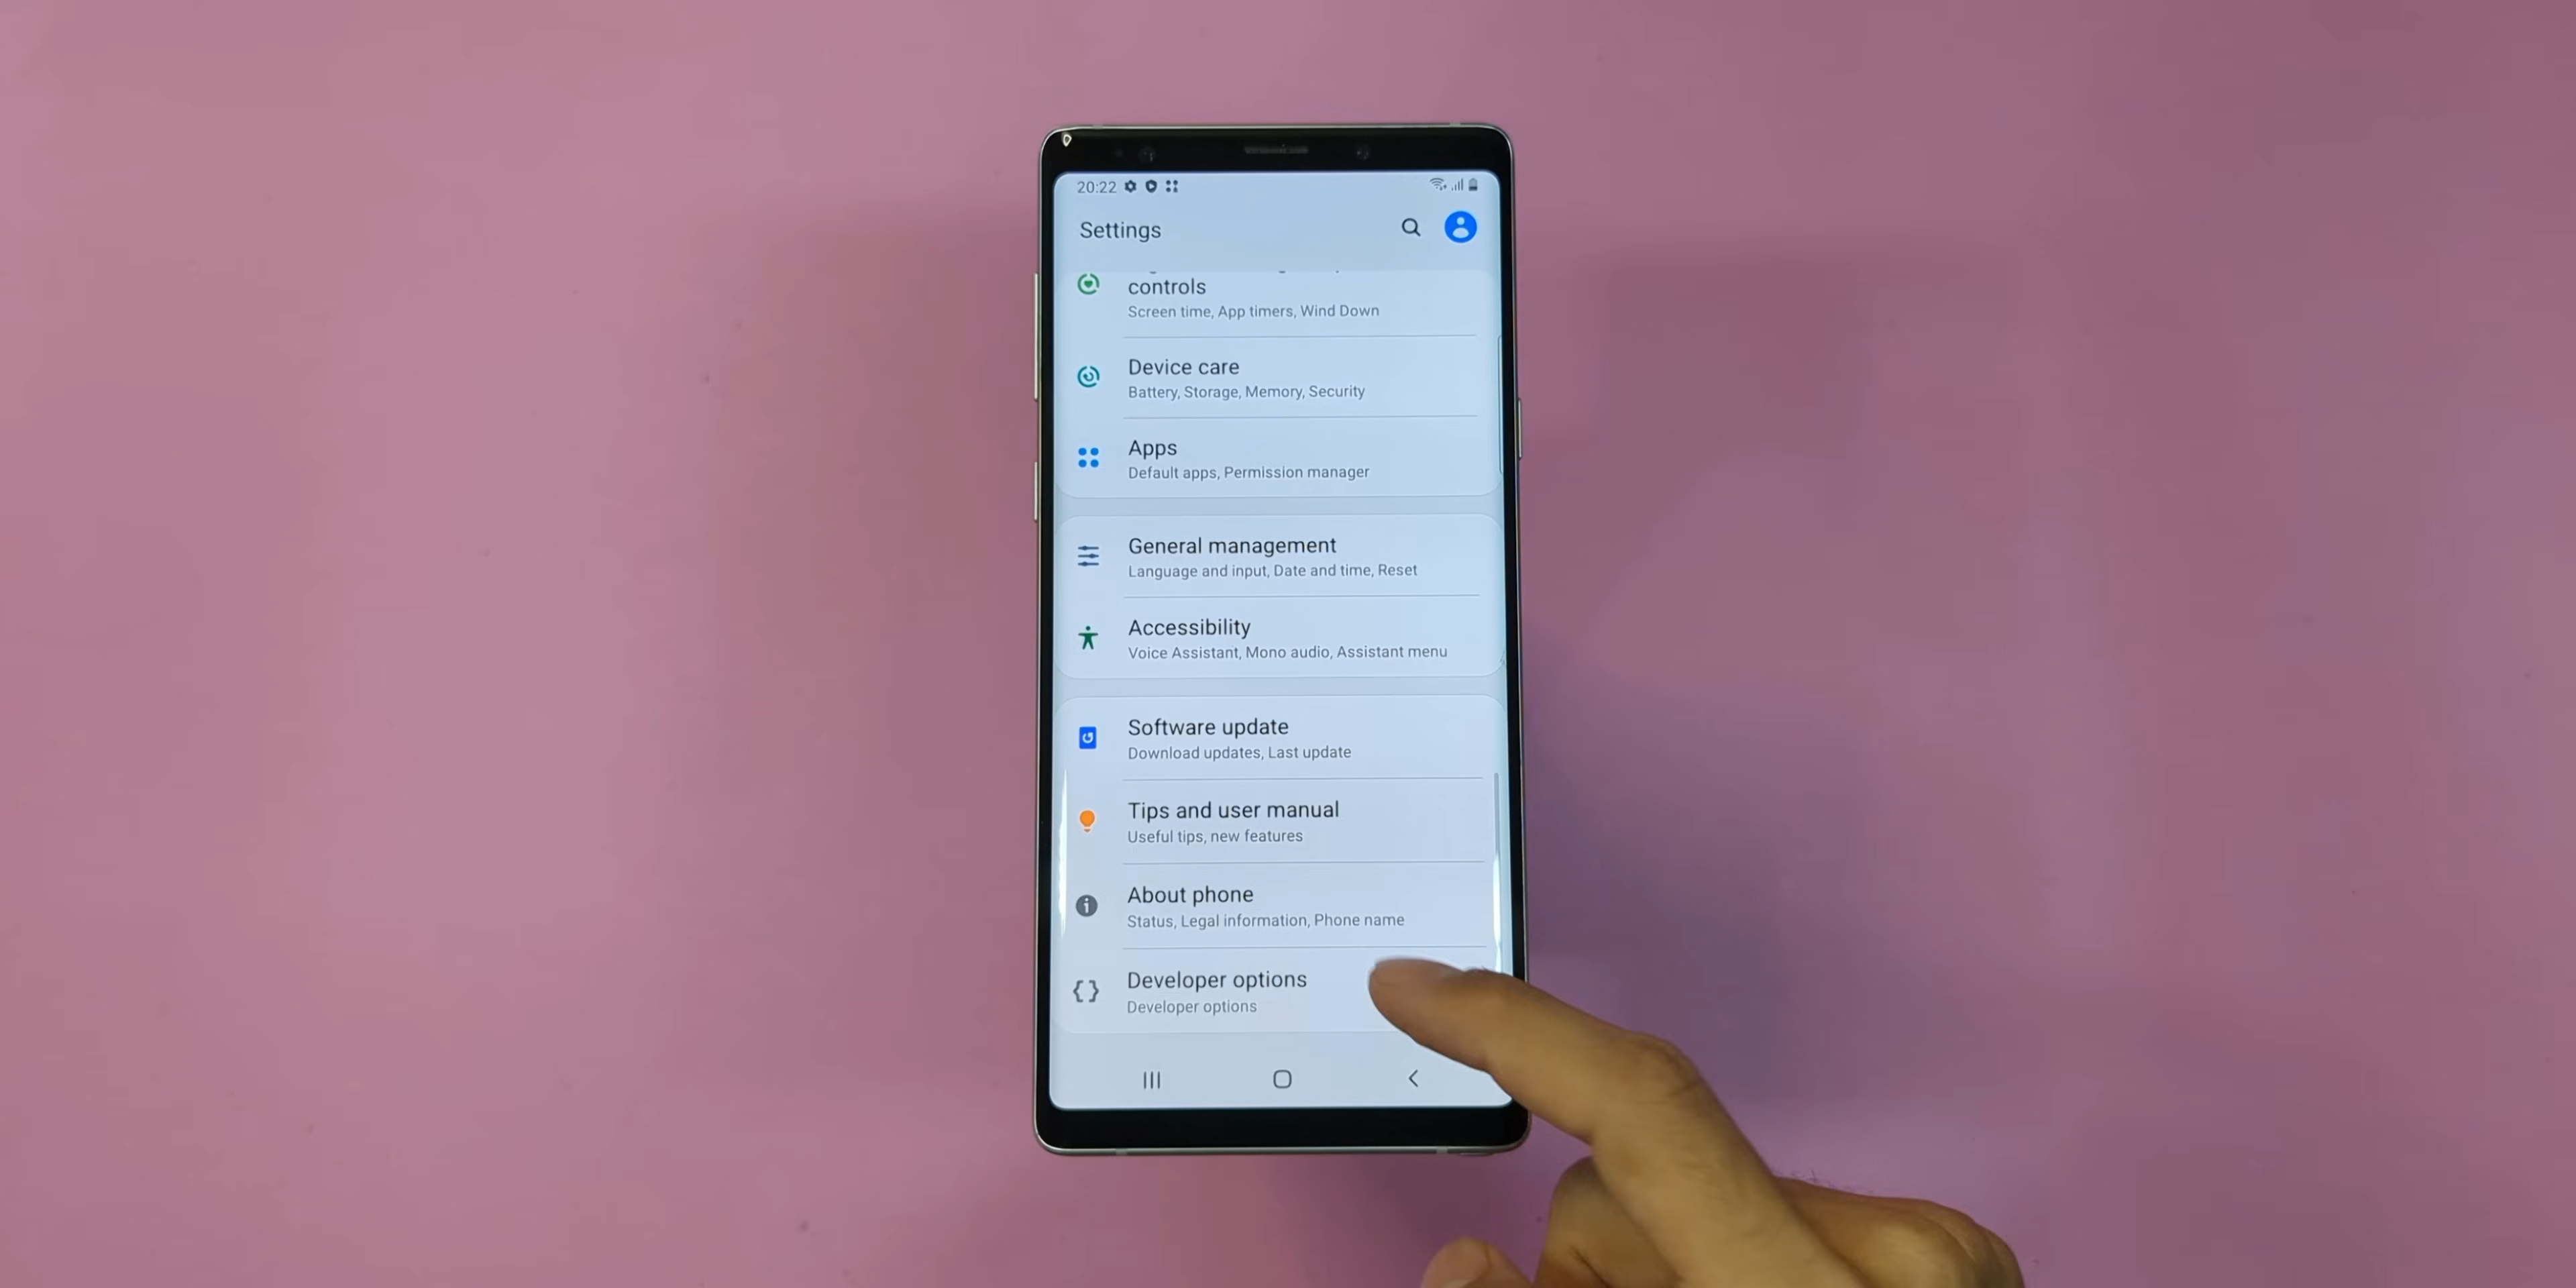 20:22
Settings
controls
Screen time, App timers, Wind Down
Device care
Battery, Storage, Memory, Security
Apps
Default apps, Permission manager
General management
Language and input, Date and time, Reset
Accessibility
Voice Assistant, Mono audio, Assistant menu
Software update
Download updates, Last update
Tips and user manual
Useful tips, new features
About phone
Status, Legal information, Phone name
Developer options
Developer options